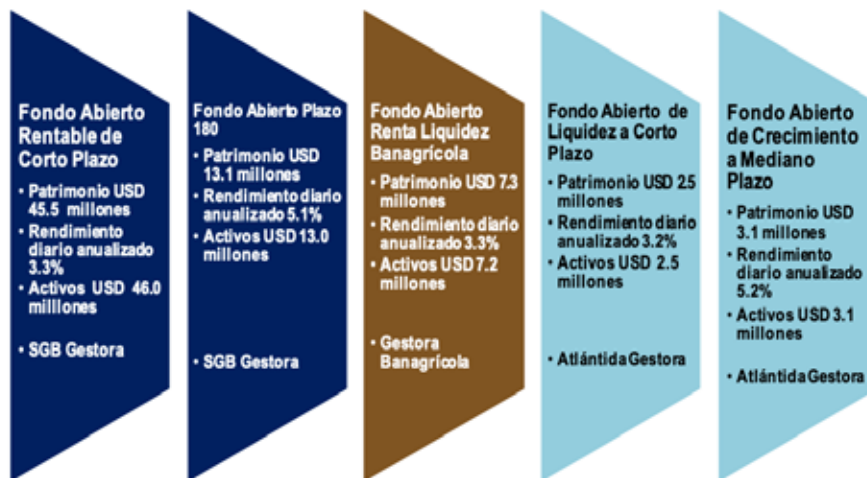 Fondo Abierto
Rentable de
Corto Plazo
• Patrimonio USD
45.5 millones
• Rendimiento
diario anualizado
3.3%
• Activos USD 46.0
milllones
• SGB Gestora
Fondo Abierto Plazo
180
• Patrimonio USD
13.1 millones
• Rendimiento diario
anualizado 5.1%
• Activos USD 13.0
millones
• SGB Gestora
Fondo Abierto
Renta Liquidez
Banagrícola
• Patrimonio USD 7.3
millones
• Rendimiento diario
anualizado 3.3%
• Activos USD 7.2
millones
• Gestora
Banagrícola
Fondo Abierto de
Liquidez a Corto
Plazo
• Patrimonio USD 2.5
millones
• Rendimiento diario
anualizado 3.2%
• Activos USD 2.5
millones
• Atlántida Gestora
Fondo Abierto
de Crecimiento
a Mediano
Plazo
• Patrimonio USD
3.1 millones
• Rendimiento
diario anualizado
5.2%
• Activos USD 3.1
millones
• Atlántida Gestora